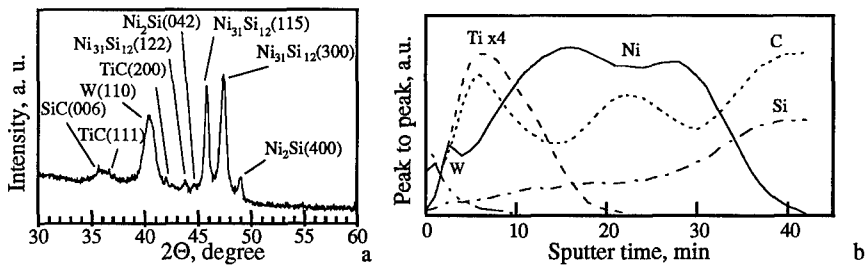 Intensity, a. u.
Ni₂Si(042)
Ni₃₁Si₁₂(115)
Ni₃₁Si₁₂(122)
Ni₃₁Si₁₂(300)
TiC(200)
W(110)
SiC(006)
TiC(111)
Ni₂Si(400)
30 35 40 45 50 55 60
2Θ, degree
a
Peak to peak, a.u.
Ti x4
Ni
C
Si
W
0 10 20 30 40
Sputter time, min
b